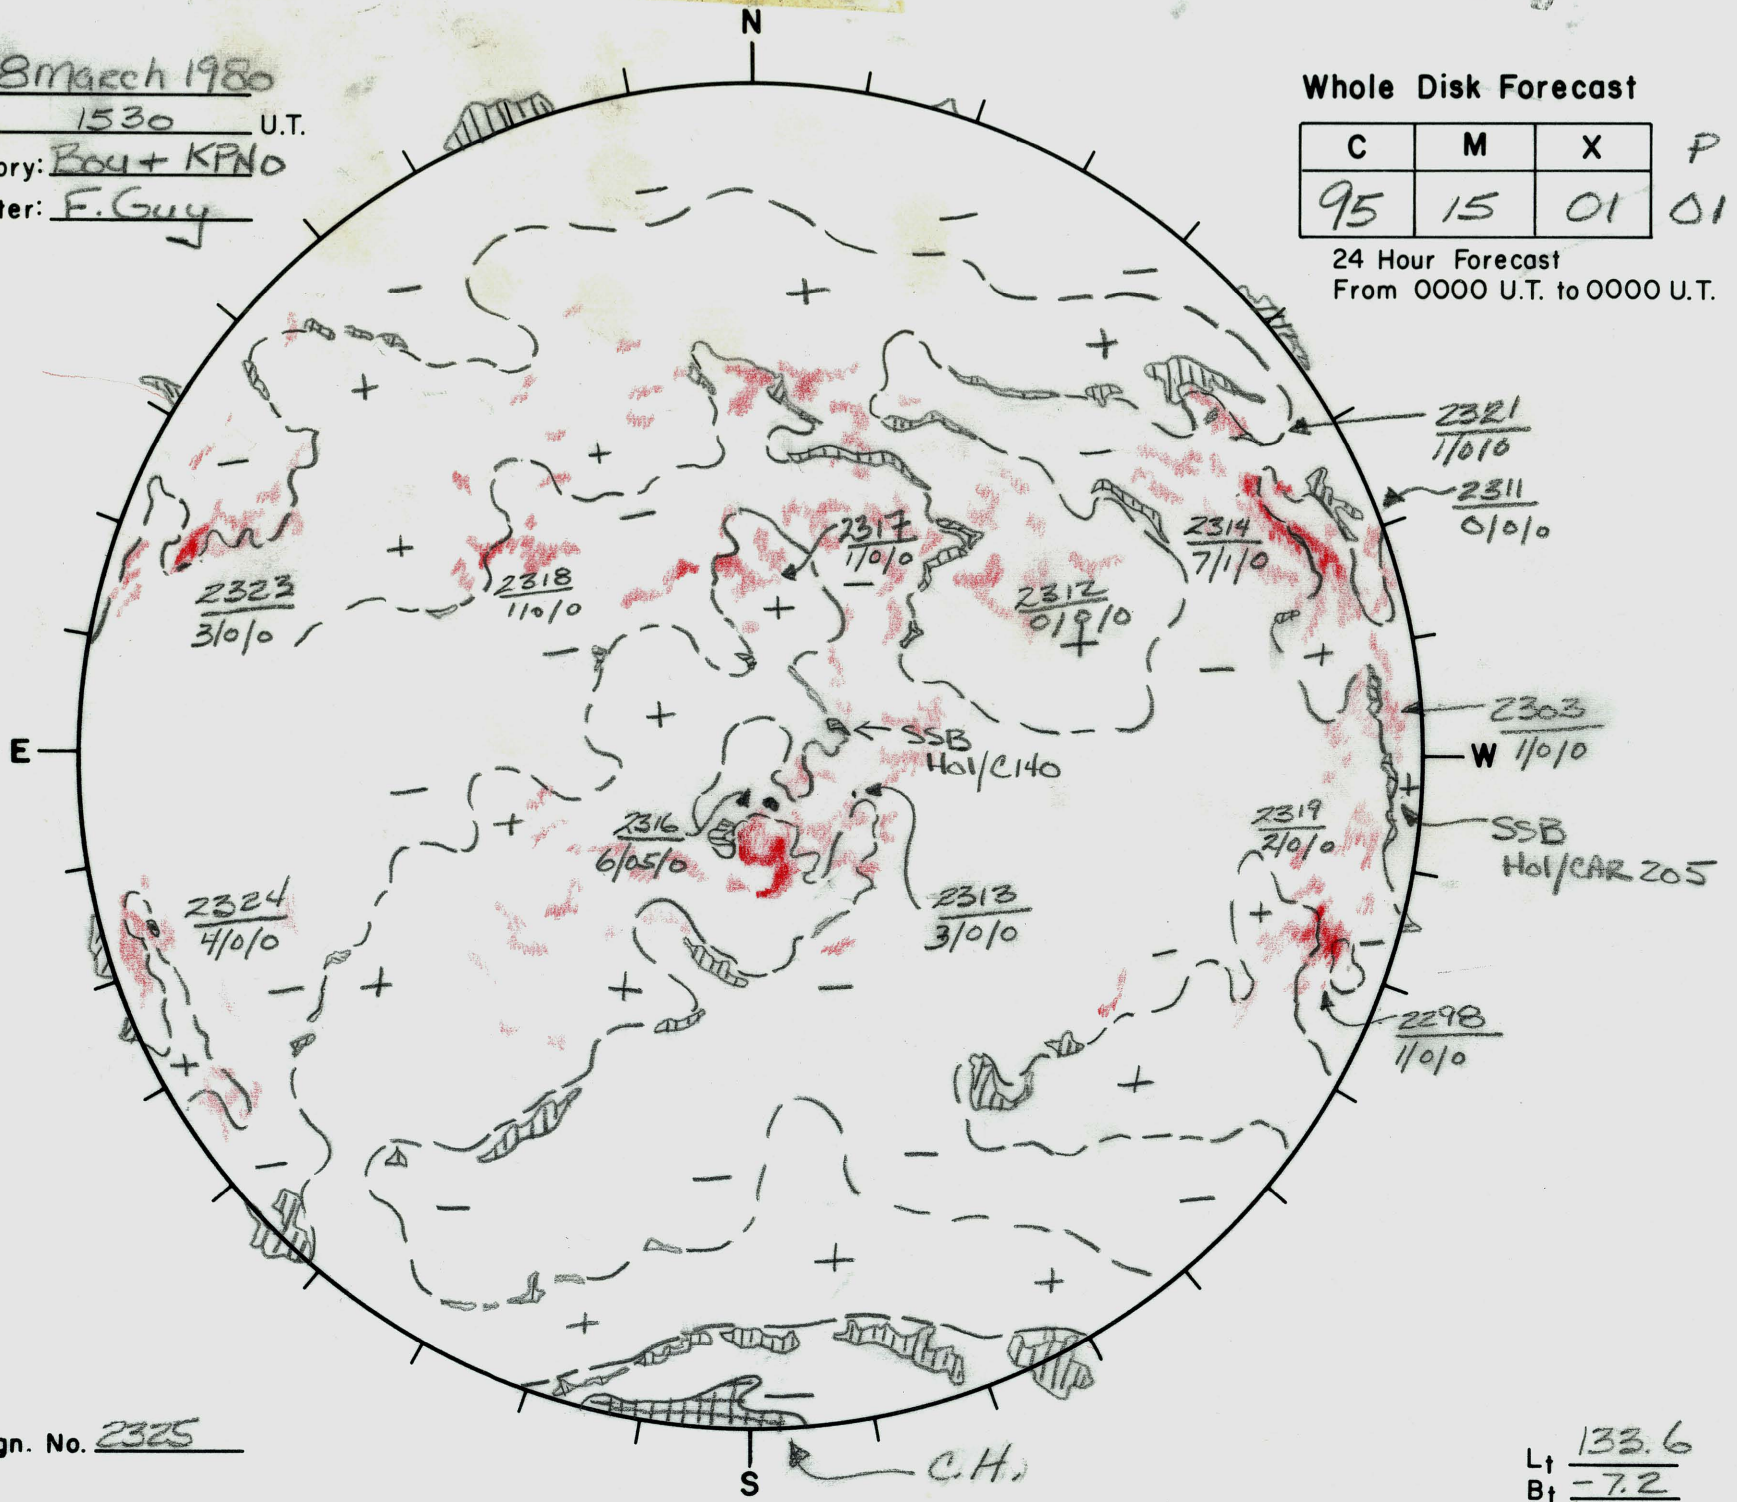 N
8 March 1980
1530 U.T.
ory: Bou + KPNO
ter: F. Guy
Whole Disk Forecast
C M X P
95 15 01 01
24 Hour Forecast
From 0000 U.T. to 0000 U.T.
2321
1/0/0
2311
0/0/0
2317
1/0/0
2314
7/1/0
2323
3/0/0
2318
1/0/0
2312
0/0/0
2303
1/0/0
E
W
SSB
H01/C140
2316
6/05/0
2319
2/0/0
SSB
H01/CAR 205
2324
4/0/0
2313
3/0/0
2298
1/0/0
gn. No. 2325
C.H.
S
Lt 133.6
Bt -7.2